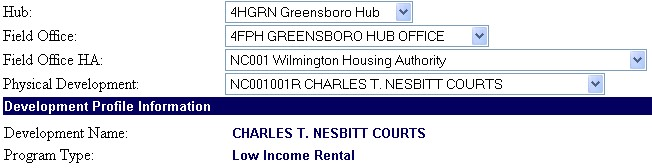 Hub: 4HGRN Greensboro Hub
Field Office: 4FPH GREENSBORO HUB OFFICE
Field Office HA: NC001 Wilmington Housing Authority
Physical Development: NC001001R CHARLES T. NESBITT COURTS
Development Profile Information
Development Name: CHARLES T. NESBITT COURTS
Program Type: Low Income Rental